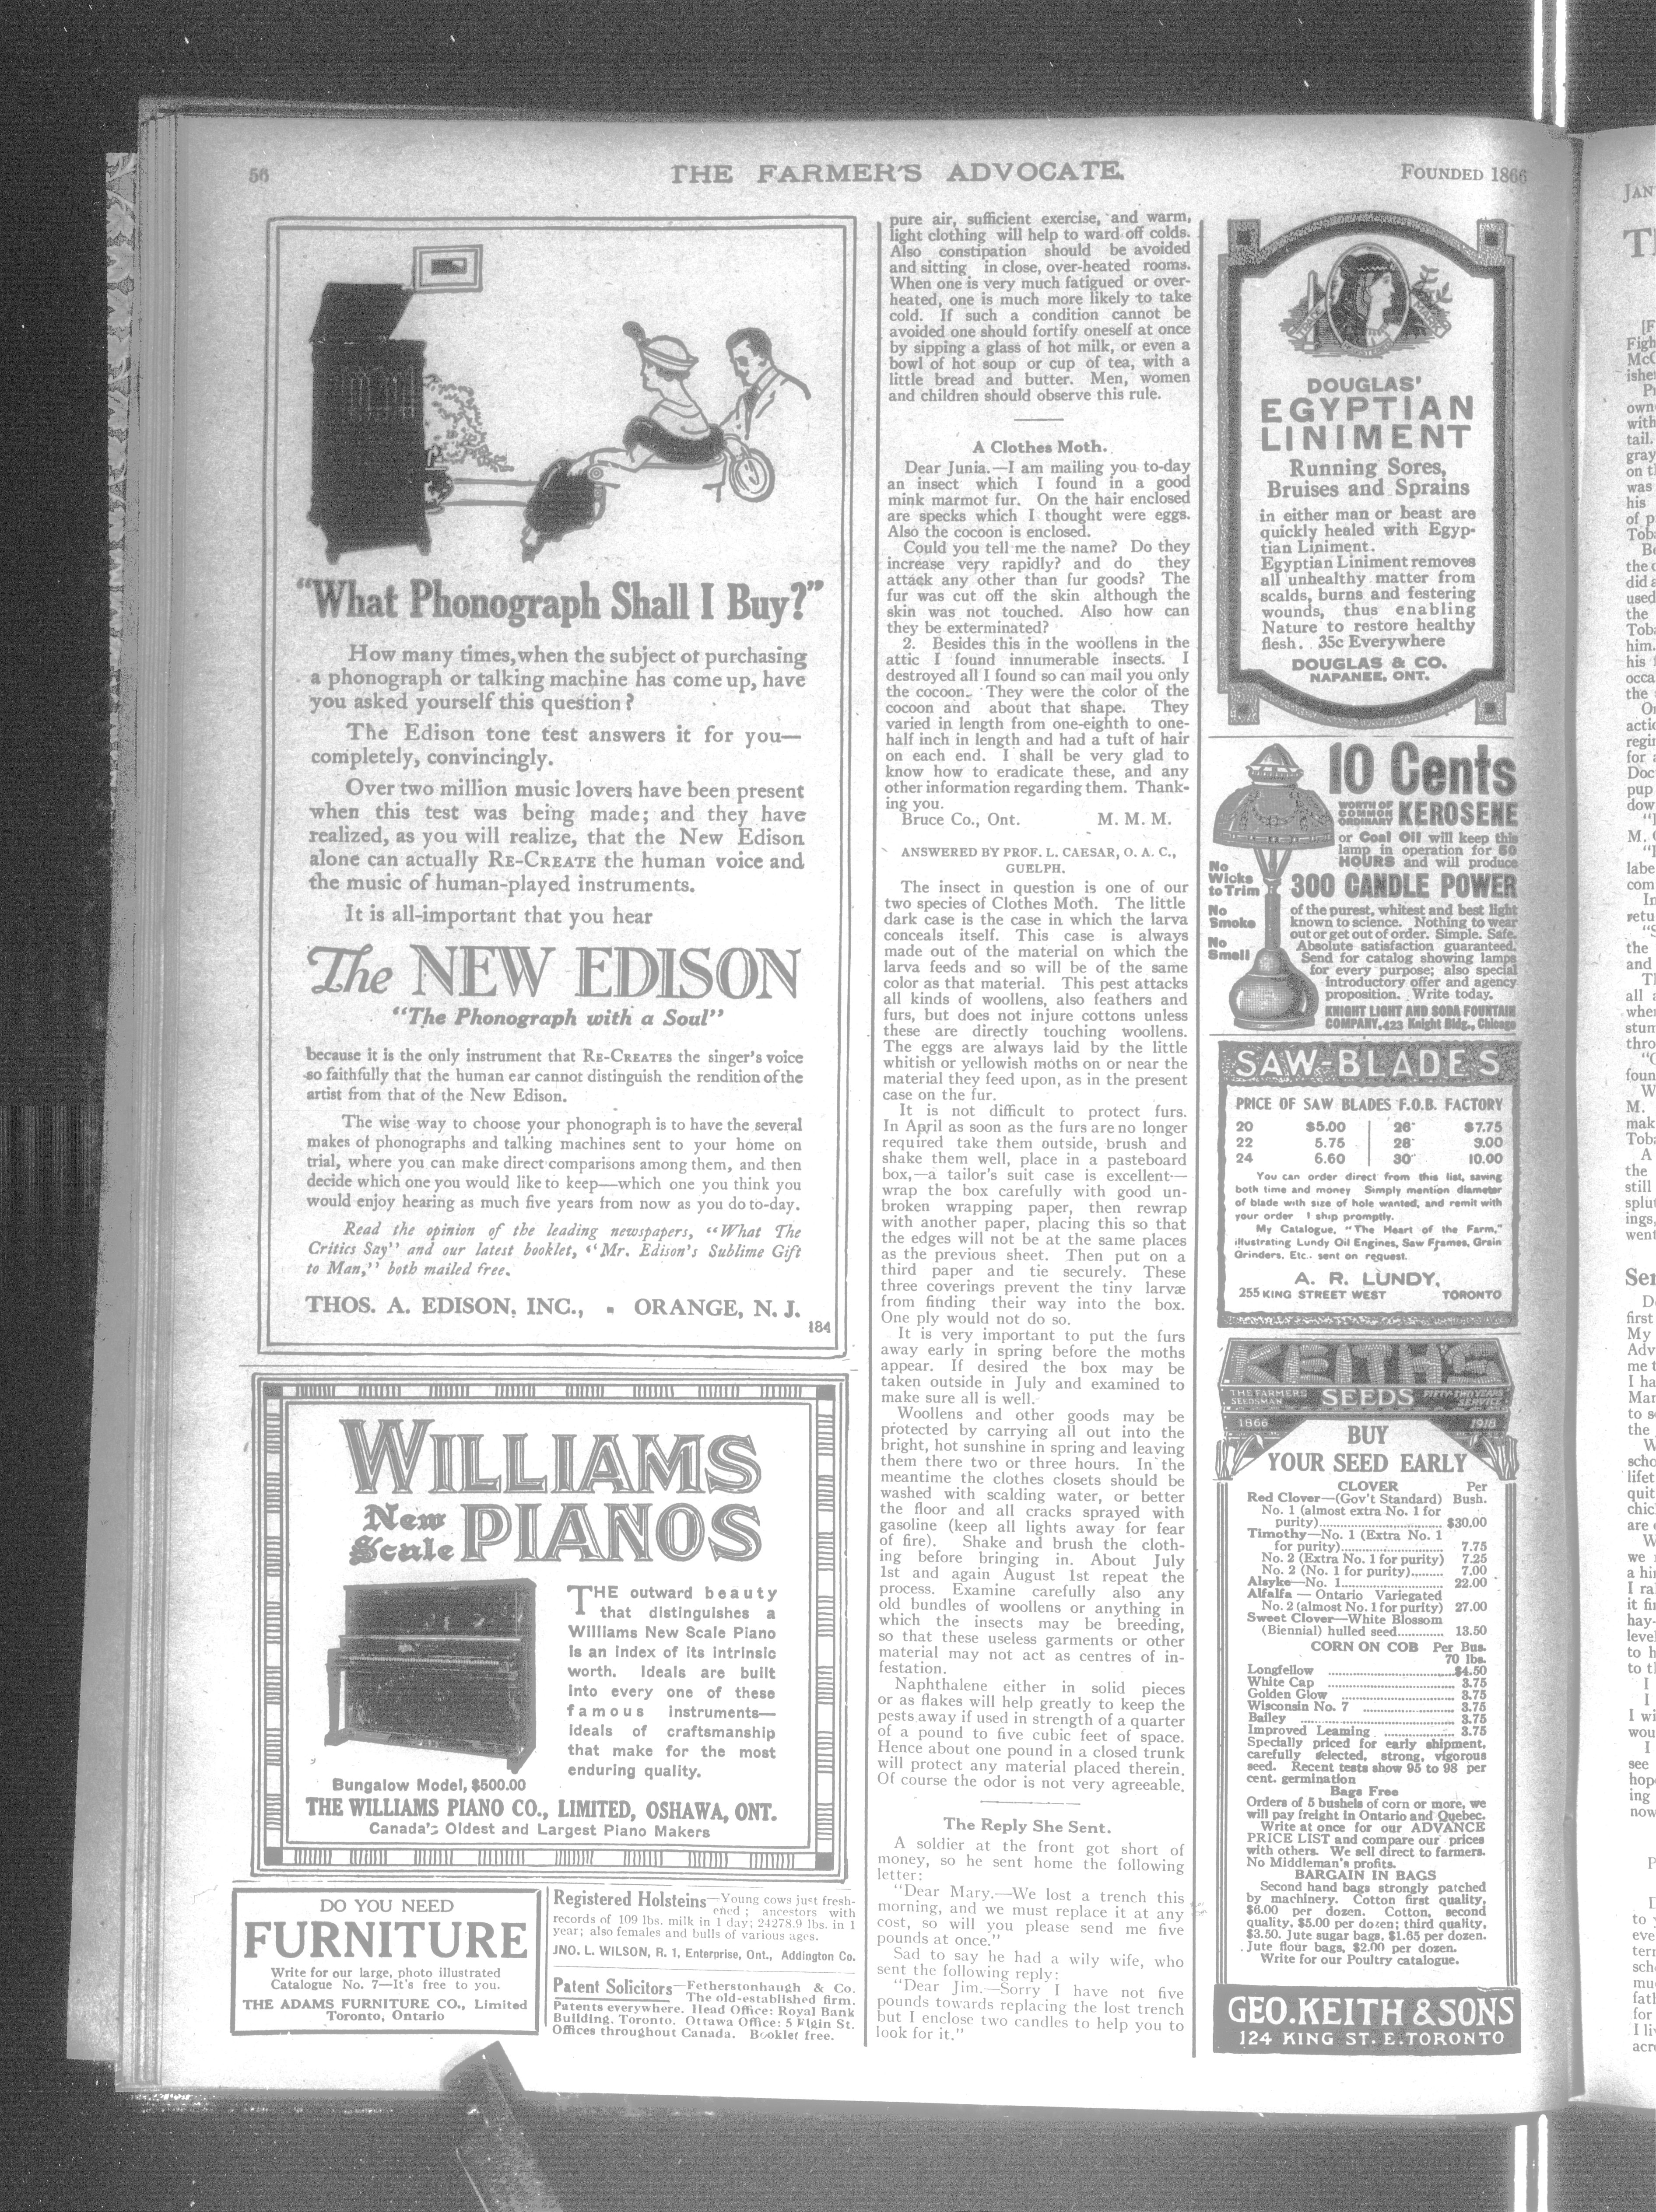 56
THE FARMER'S ADVOCATE.
FOUNDED 1866
"What Phonograph Shall I Buy?"
How many times, when the subject of purchasing
a phonograph or talking machine has come up, have
you asked yourself this question?
The Edison tone test answers it for you—
completely, convincingly.
Over two million music lovers have been present
when this test was being made; and they have
realized, as you will realize, that the New Edison
alone can actually RE-CREATE the human voice and
the music of human-played instruments.
It is all-important that you hear
The NEW EDISON
"The Phonograph with a Soul"
because it is the only instrument that RE-CREATES the singer's voice
so faithfully that the human ear cannot distinguish the rendition of the
artist from that of the New Edison.
The wise way to choose your phonograph is to have the several
makes of phonographs and talking machines sent to your home on
trial, where you can make direct comparisons among them, and then
decide which one you would like to keep—which one you think you
would enjoy hearing as much five years from now as you do to-day.
Read the opinion of the leading newspapers, "What The
Critics Say" and our latest booklet, "Mr. Edison's Sublime Gift
to Man," both mailed free.
THOS. A. EDISON, INC., - ORANGE, N. J.
184
WILLIAMS
New Scale PIANOS
THE outward beauty
that distinguishes a
Williams New Scale Piano
is an index of its intrinsic
worth. Ideals are built
into every one of these
famous instruments—
ideals of craftsmanship
that make for the most
enduring quality.
Bungalow Model, $500.00
THE WILLIAMS PIANO CO., LIMITED, OSHAWA, ONT.
Canada's Oldest and Largest Piano Makers
DO YOU NEED
FURNITURE
Write for our large, photo illustrated
Catalogue No. 7—It's free to you.
THE ADAMS FURNITURE CO., Limited
Toronto, Ontario
Registered Holsteins—Young cows just fresh-
ened; ancestors with
records of 109 lbs. milk in 1 day; 24278.9 lbs. in 1
year; also females and bulls of various ages.
JNO. L. WILSON, R. 1, Enterprise, Ont., Addington Co.
Patent Solicitors—Fetherstonhaugh & Co.
The old-established firm.
Patents everywhere. Head Office: Royal Bank
Building, Toronto. Ottawa Office: 5 Elgin St.
Offices throughout Canada. Booklet free.
pure air, sufficient exercise, and warm,
light clothing will help to ward off colds.
Also constipation should be avoided
and sitting in close, over-heated rooms.
When one is very much fatigued or over-
heated, one is much more likely to take
cold. If such a condition cannot be
avoided one should fortify oneself at once
by sipping a glass of hot milk, or even a
bowl of hot soup or cup of tea, with a
little bread and butter. Men, women
and children should observe this rule.
A Clothes Moth.
Dear Junia.—I am mailing you to-day
an insect which I found in a good
mink marmot fur. On the hair enclosed
are specks which I thought were eggs.
Also the cocoon is enclosed.
Could you tell me the name? Do they
increase very rapidly? and do they
attack any other than fur goods? The
fur was cut off the skin although the
skin was not touched. Also how can
they be exterminated?
2. Besides this in the woollens in the
attic I found innumerable insects. I
destroyed all I found so can mail you only
the cocoon. They were the color of the
cocoon and about that shape. They
varied in length from one-eighth to one-
half inch in length and had a tuft of hair
on each end. I shall be very glad to
know how to eradicate these, and any
other information regarding them. Thank-
ing you.
Bruce Co., Ont. M. M. M.
ANSWERED BY PROF. L. CAESAR, O. A. C.,
GUELPH.
The insect in question is one of our
two species of Clothes Moth. The little
dark case is the case in which the larva
conceals itself. This case is always
made out of the material on which the
larva feeds and so will be of the same
color as that material. This pest attacks
all kinds of woollens, also feathers and
furs, but does not injure cottons unless
these are directly touching woollens.
The eggs are always laid by the little
whitish or yellowish moths on or near the
material they feed upon, as in the present
case on the fur.
It is not difficult to protect furs.
In April as soon as the furs are no longer
required take them outside, brush and
shake them well, place in a pasteboard
box,—a tailor's suit case is excellent—
wrap the box carefully with good un-
broken wrapping paper, then rewrap
with another paper, placing this so that
the edges will not be at the same places
as the previous sheet. Then put on a
third paper and tie securely. These
three coverings prevent the tiny larvæ
from finding their way into the box.
One ply would not do so.
It is very important to put the furs
away early in spring before the moths
appear. If desired the box may be
taken outside in July and examined to
make sure all is well.
Woollens and other goods may be
protected by carrying all out into the
bright, hot sunshine in spring and leaving
them there two or three hours. In the
meantime the clothes closets should be
washed with scalding water, or better
the floor and all cracks sprayed with
gasoline (keep all lights away for fear
of fire). Shake and brush the cloth-
ing before bringing in. About July
1st and again August 1st repeat the
process. Examine carefully also any
old bundles of woollens or anything in
which the insects may be breeding,
so that these useless garments or other
material may not act as centres of in-
festation.
Naphthalene either in solid pieces
or as flakes will help greatly to keep the
pests away if used in strength of a quarter
of a pound to five cubic feet of space.
Hence about one pound in a closed trunk
will protect any material placed therein.
Of course the odor is not very agreeable.
The Reply She Sent.
A soldier at the front got short of
money, so he sent home the following
letter:
"Dear Mary.—We lost a trench this
morning, and we must replace it at any
cost, so will you please send me five
pounds at once."
Sad to say he had a wily wife, who
sent the following reply:
"Dear Jim.—Sorry I have not five
pounds towards replacing the lost trench
but I enclose two candles to help you to
look for it."
DOUGLAS'
EGYPTIAN
LINIMENT
Running Sores,
Bruises and Sprains
in either man or beast are
quickly healed with Egyp-
tian Liniment.
Egyptian Liniment removes
all unhealthy matter from
scalds, burns and festering
wounds, thus enabling
Nature to restore healthy
flesh. 35c Everywhere
DOUGLAS & CO.
NAPANEE, ONT.
10 Cents
WORTH OF
COMMON
ORDINARY KEROSENE
or Coal Oil will keep this
lamp in operation for 50
HOURS and will produce
300 CANDLE POWER
No
Wicks
to Trim
No
Smoke
No
Smell
of the purest, whitest and best light
known to science. Nothing to wear
out or get out of order. Simple. Safe.
Absolute satisfaction guaranteed.
Send for catalog showing lamps
for every purpose; also special
introductory offer and agency
proposition. Write today.
KNIGHT LIGHT AND SODA FOUNTAIN
COMPANY, 423 Knight Bldg., Chicago
SAW-BLADES
PRICE OF SAW BLADES F.O.B. FACTORY
20 $5.00 26" $7.75
22 5.75 28" 9.00
24 6.60 30" 10.00
You can order direct from this list, saving
both time and money Simply mention diameter
of blade with size of hole wanted, and remit with
your order I ship promptly.
My Catalogue, "The Heart of the Farm,"
illustrating Lundy Oil Engines, Saw Frames, Grain
Grinders, Etc. sent on request.
A. R. LUNDY,
255 KING STREET WEST TORONTO
KEITH'S
THE FARMERS SEEDSMAN SEEDS FIFTY-TWO YEARS SERVICE
1866 1918
BUY
YOUR SEED EARLY
CLOVER Per
Red Clover—(Gov't Standard) Bush.
No. 1 (almost extra No. 1 for
purity) $30.00
Timothy—No. 1 (Extra No. 1
for purity) 7.75
No. 2 (Extra No. 1 for purity) 7.25
No. 2 (No. 1 for purity) 7.00
Alsyke—No. 1 22.00
Alfalfa — Ontario Variegated
No. 2 (almost No. 1 for purity) 27.00
Sweet Clover—White Blossom
(Biennial) hulled seed 13.50
CORN ON COB Per Bus.
70 lbs.
Longfellow $4.50
White Cap 3.75
Golden Glow 3.75
Wisconsin No. 7 3.75
Bailey 3.75
Improved Leaming 3.75
Specially priced for early shipment,
carefully selected, strong, vigorous
seed. Recent tests show 95 to 98 per
cent. germination
Bags Free
Orders of 5 bushels of corn or more, we
will pay freight in Ontario and Quebec.
Write at once for our ADVANCE
PRICE LIST and compare our prices
with others. We sell direct to farmers.
No Middleman's profits.
BARGAIN IN BAGS
Second hand bags strongly patched
by machinery. Cotton first quality,
$6.00 per dozen. Cotton, second
quality, $5.00 per dozen; third quality,
$3.50. Jute sugar bags, $1.65 per dozen.
Jute flour bags, $2.00 per dozen.
Write for our Poultry catalogue.
GEO. KEITH & SONS
124 KING ST. E. TORONTO